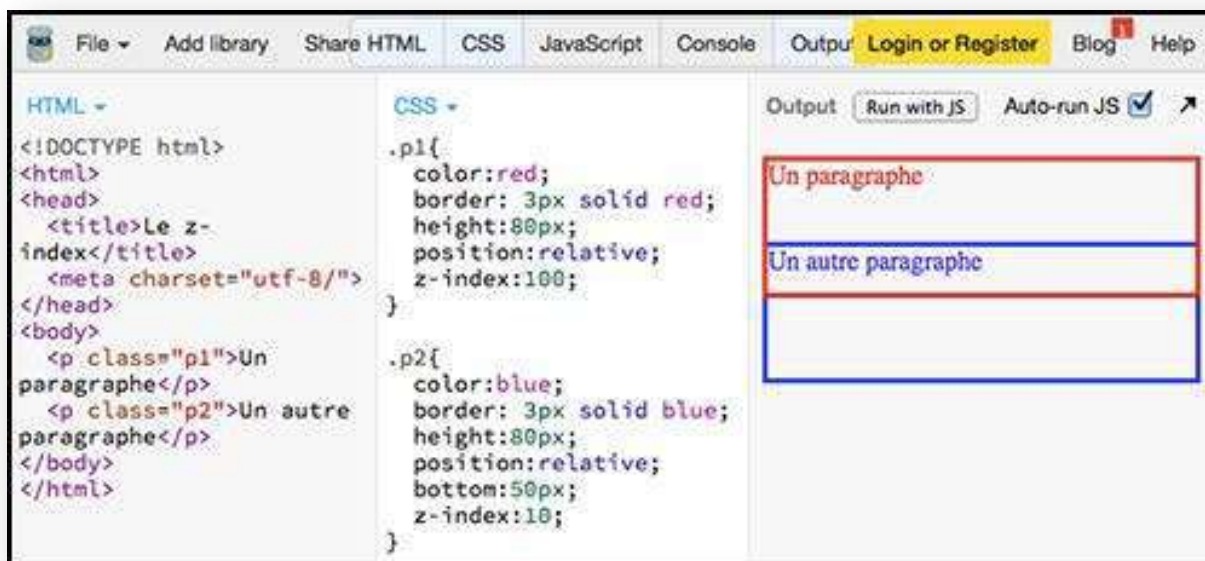 File Add library Share HTML CSS JavaScript Console Output Login or Register Blog 1 Help
HTML
<!DOCTYPE html>
<html>
<head>
<title>Le z-
index</title>
<meta charset="utf-8/">
</head>
<body>
<p class="p1">Un
paragraphe</p>
<p class="p2">Un autre
paragraphe</p>
</body>
</html>
CSS
.p1{
color:red;
border: 3px solid red;
height:80px;
position:relative;
z-index:100;
}
.p2{
color:blue;
border: 3px solid blue;
height:80px;
position:relative;
bottom:50px;
z-index:10;
}
Output Run with JS Auto-run JS
Un paragraphe
Un autre paragraphe